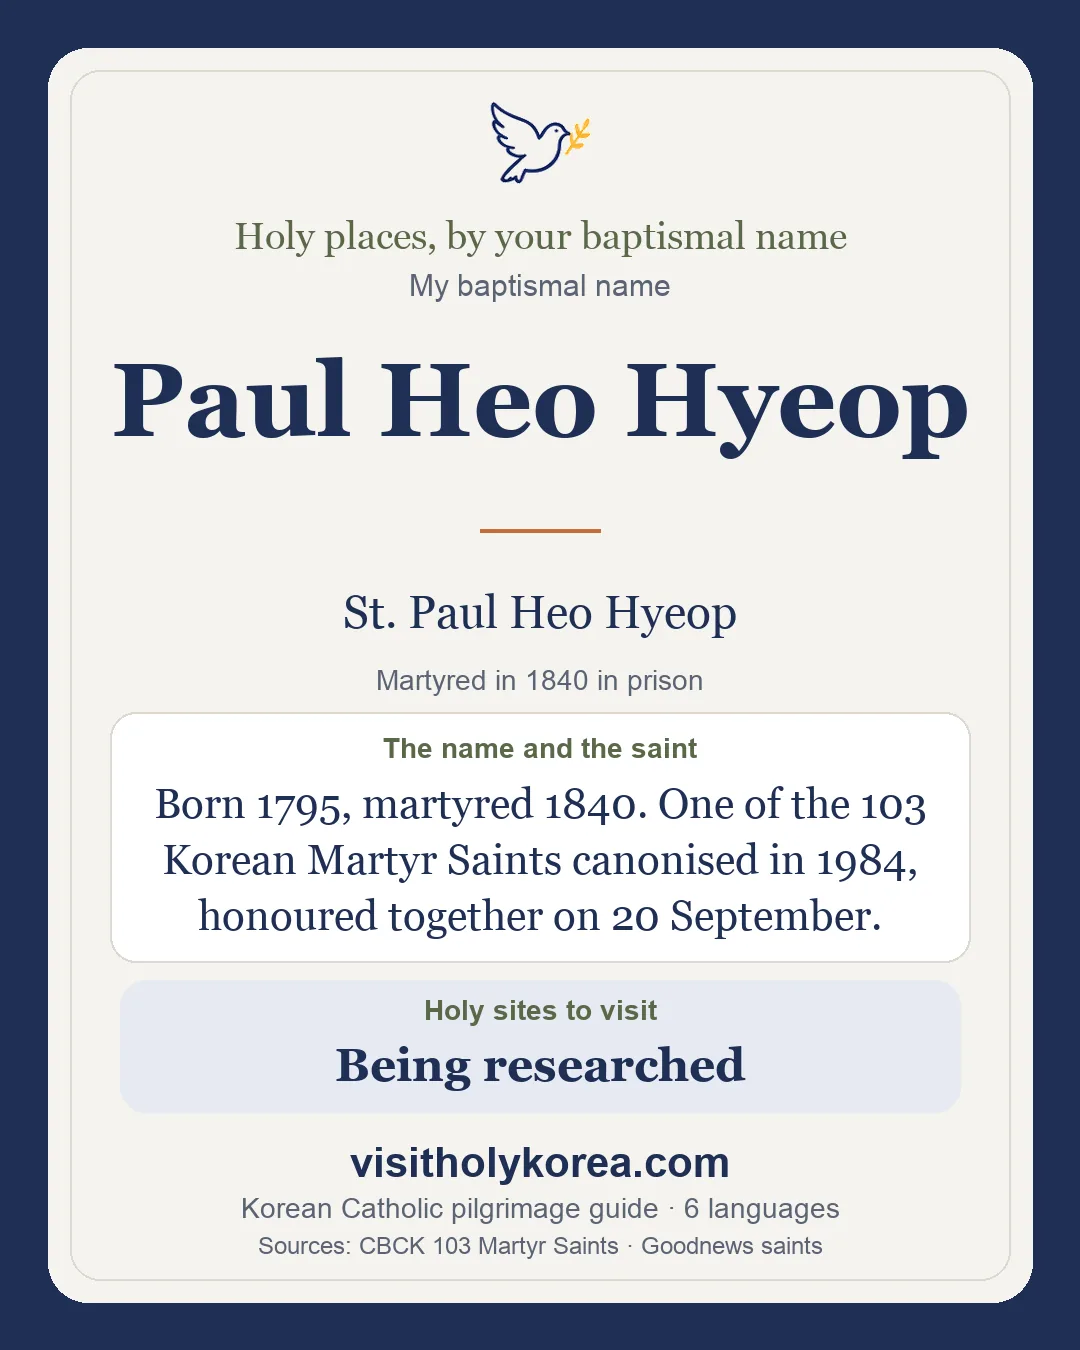 Holy places, by your baptismal name
My baptismal name
Paul Heo Hyeop
St. Paul Heo Hyeop
Martyred in 1840 in prison
The name and the saint
Born 1795, martyred 1840. One of the 103
Korean Martyr Saints canonised in 1984,
honoured together on 20 September.
Holy sites to visit
Being researched
visitholykorea.com
Korean Catholic pilgrimage guide · 6 languages
Sources: CBCK 103 Martyr Saints · Goodnews saints